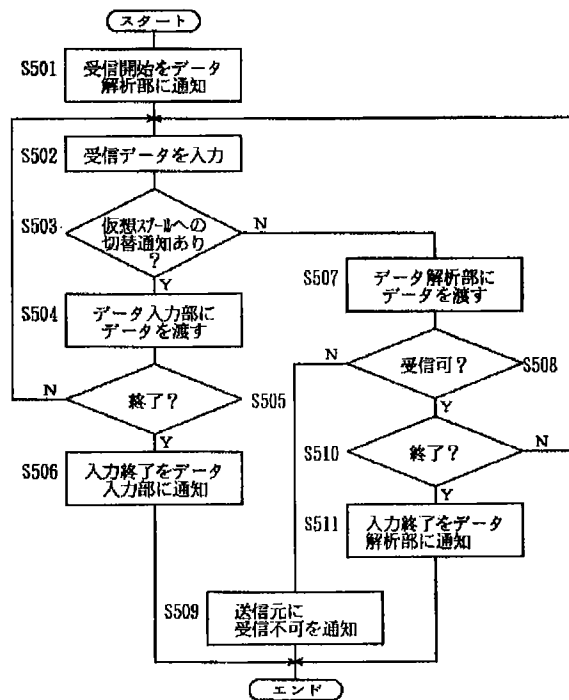 スタート
S501
受信開始をデータ
解析部に通知
S502
受信データを入力
S503
仮想スプールへの
切替通知あり
?
N
Y
S504
データ入力部に
データを渡す
N
終了?
S505
Y
S506
入力終了をデータ
入力部に通知
S507
データ解析部に
データを渡す
N
受信可?
S508
Y
S510
終了?
N
Y
S511
入力終了をデータ
解析部に通知
S509
送信元に
受信不可を通知
エンド